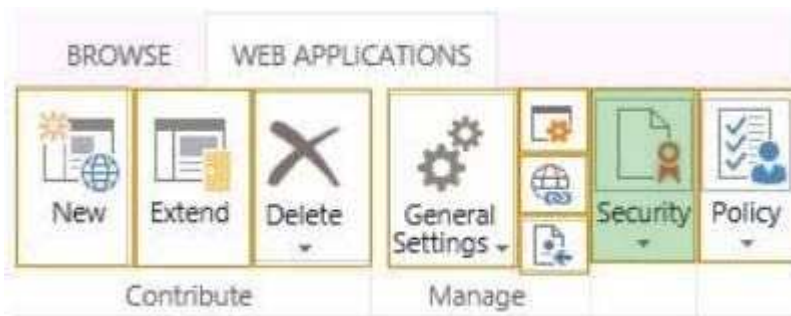 BROWSE WEB APPLICATIONS
New Extend Delete General Settings Security Policy
Contribute Manage